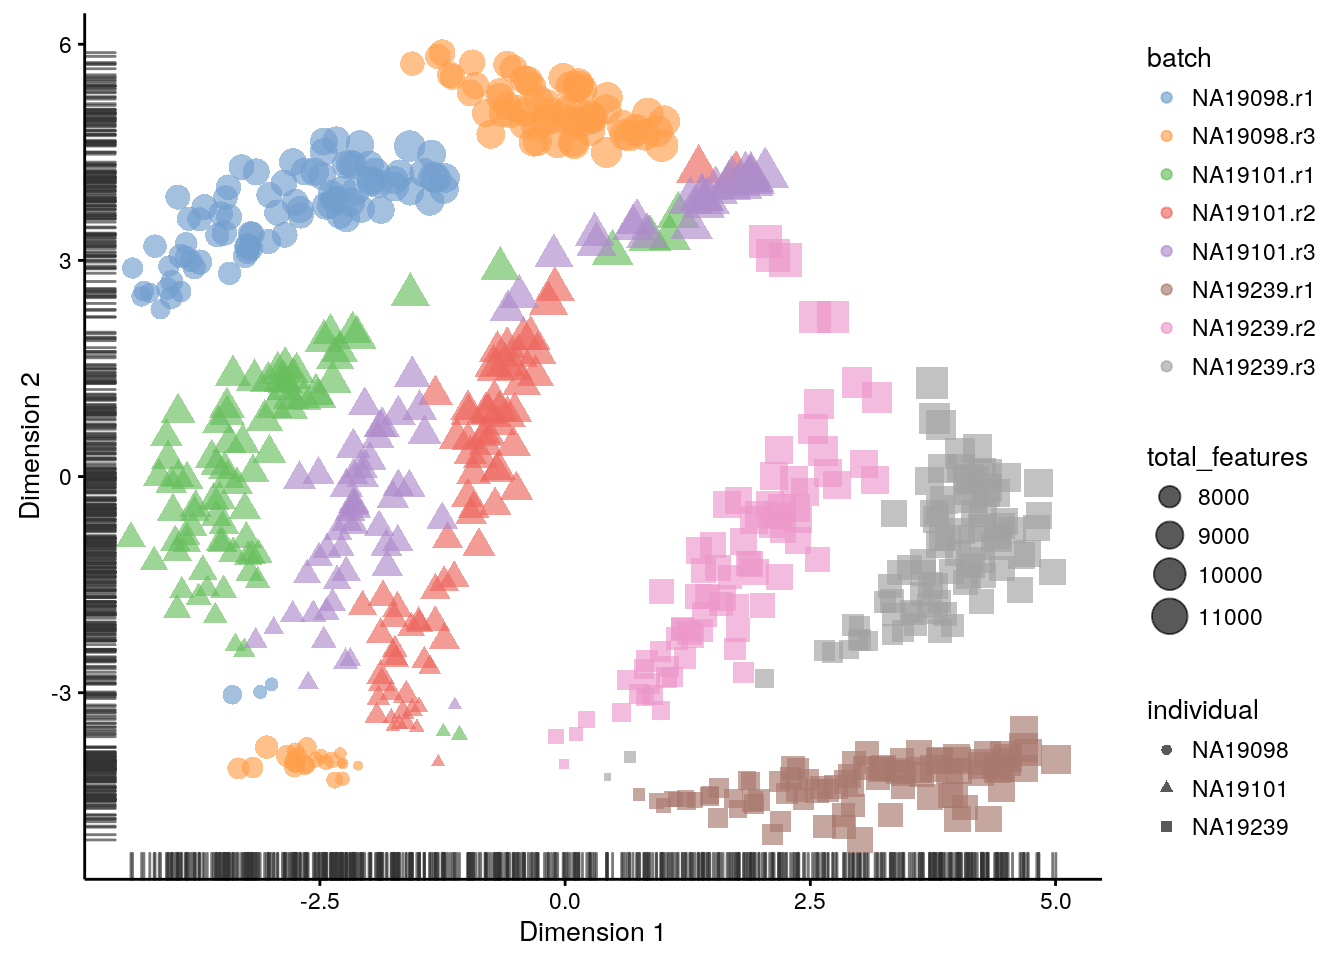 6
3
0
-3
Dimension 2
-2.5
0.0
2.5
5.0
Dimension 1
batch
NA19098.r1
NA19098.r3
NA19101.r1
NA19101.r2
NA19101.r3
NA19239.r1
NA19239.r2
NA19239.r3
total_features
8000
9000
10000
11000
individual
NA19098
NA19101
NA19239